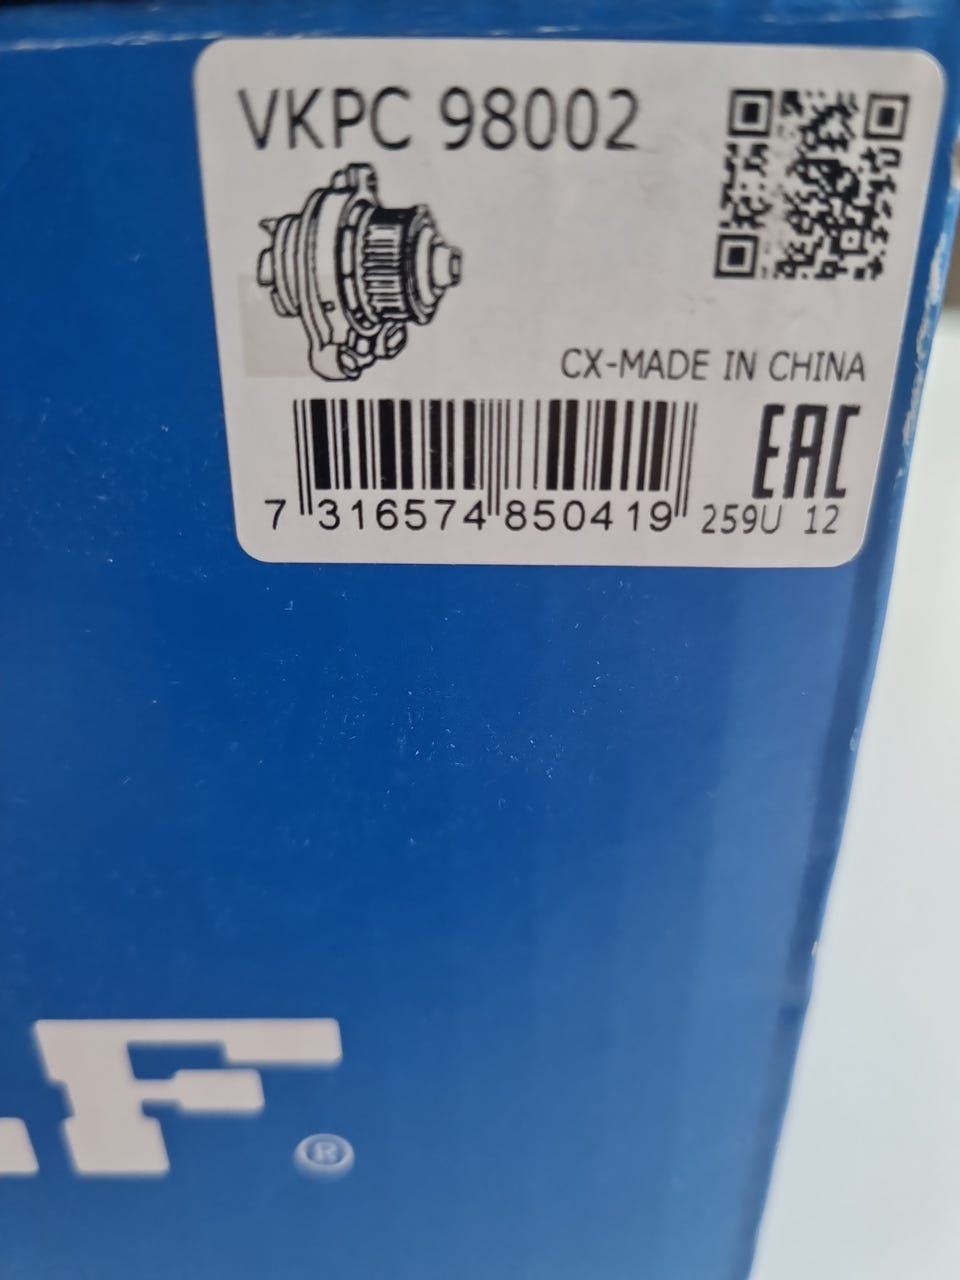 VKPC 98002
CX-MADE IN CHINA
EAC
7 316574 850419
259U 12
F®